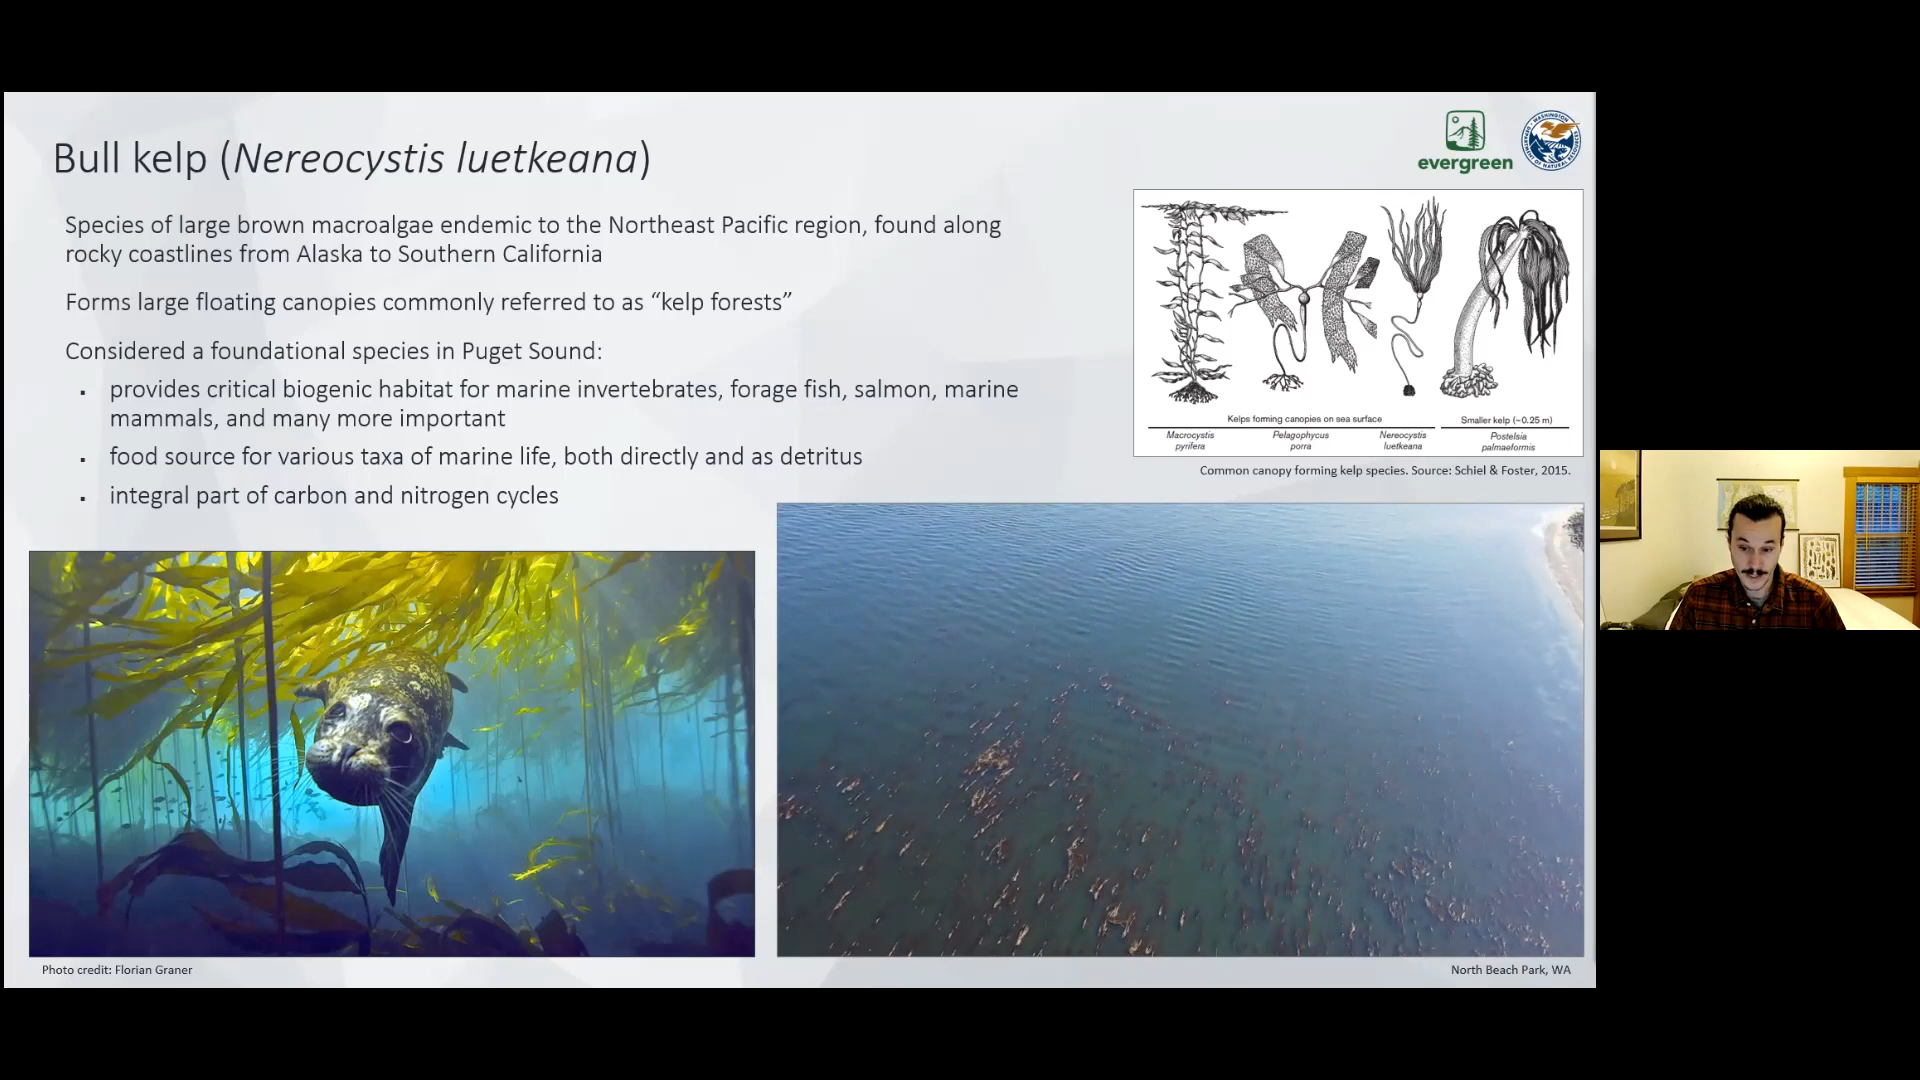 Bull kelp (Nereocystis luetkeana)
evergreen
WASHINGTON
DEPARTMENT OF NATURAL RESOURCES
Species of large brown macroalgae endemic to the Northeast Pacific region, found along
rocky coastlines from Alaska to Southern California
Forms large floating canopies commonly referred to as “kelp forests”
Considered a foundational species in Puget Sound:
▪ provides critical biogenic habitat for marine invertebrates, forage fish, salmon, marine
mammals, and many more important
▪ food source for various taxa of marine life, both directly and as detritus
▪ integral part of carbon and nitrogen cycles
Kelps forming canopies on sea surface
Smaller kelp (~0.25 m)
Macrocystis
pyrifera
Pelagophycus
porra
Nereocystis
luetkeana
Postelsia
palmaeformis
Common canopy forming kelp species. Source: Schiel & Foster, 2015.
Photo credit: Florian Graner
North Beach Park, WA